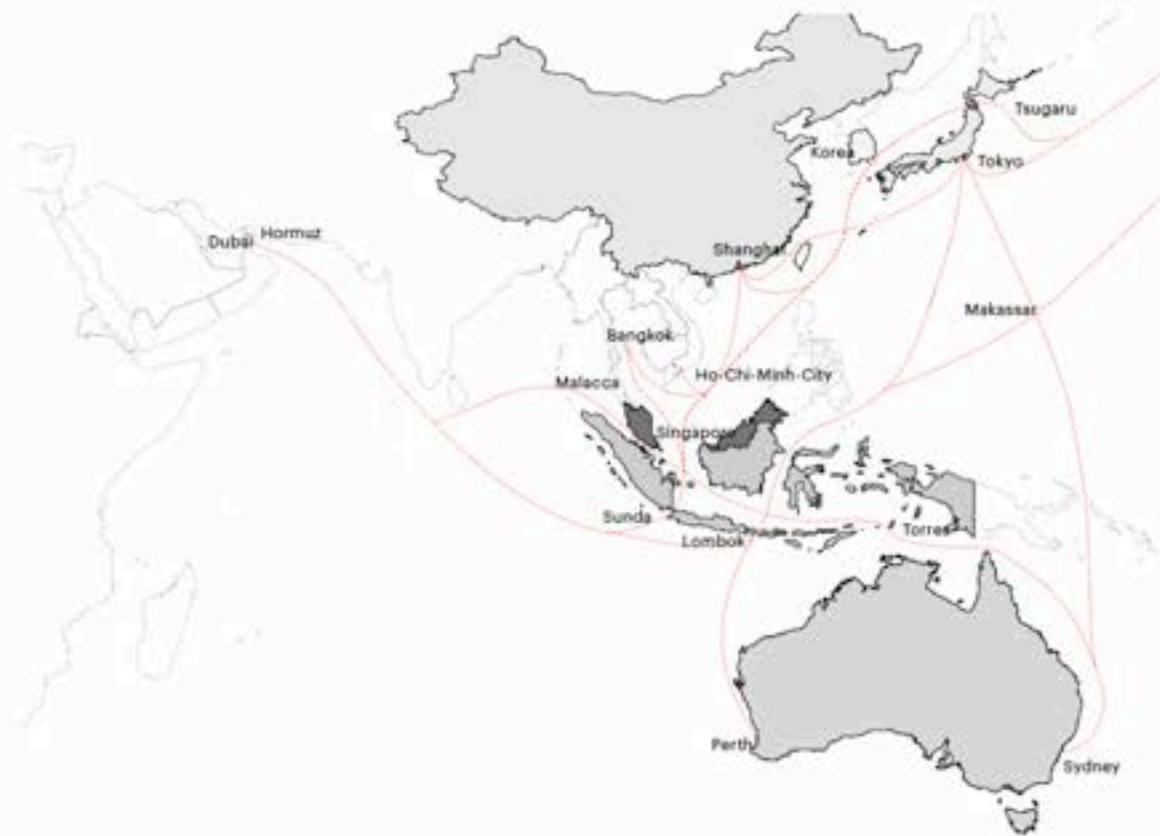 Tsugaru
Korea
Tokyo
Dubai
Hormuz
Shanghai
Makassar
Bangkok
Ho-Chi-Minh-City
Malacca
Singapore
Sunda
Torres
Lombok
Perth
Sydney